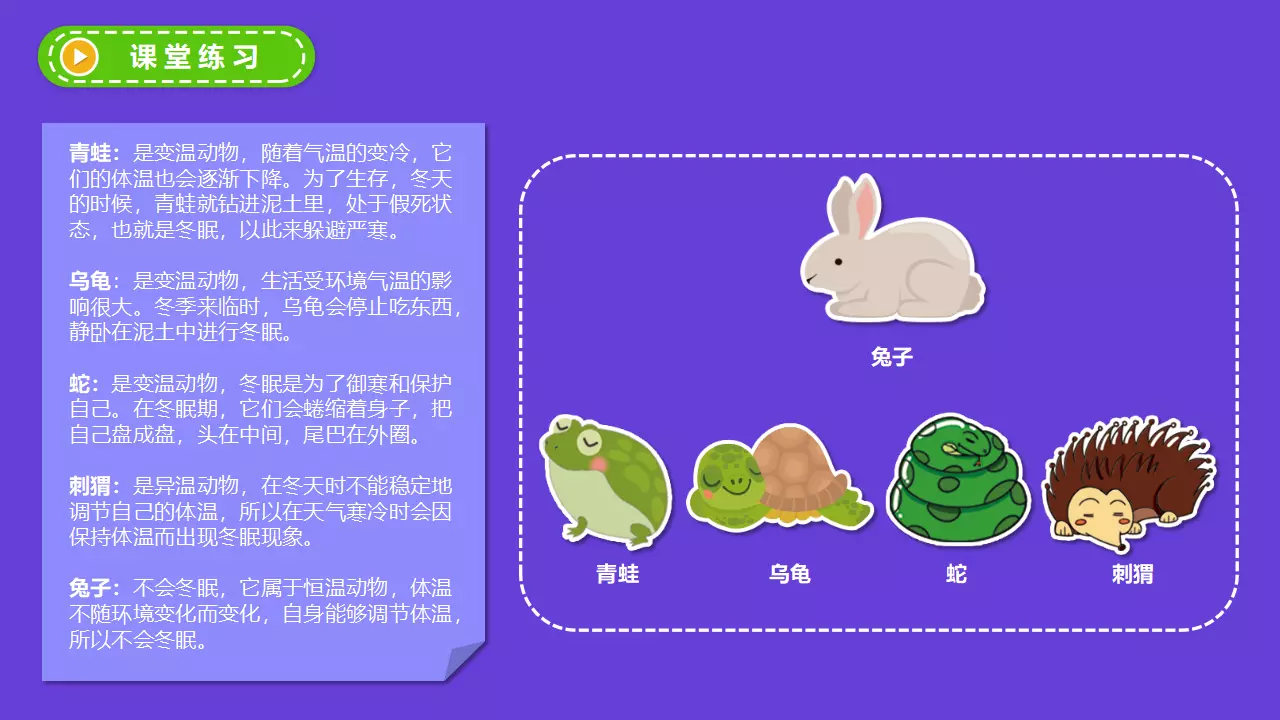 课堂练习
青蛙：是变温动物，随着气温的变冷，它
们的体温也会逐渐下降。为了生存，冬天
的时候，青蛙就钻进泥土里，处于假死状
态，也就是冬眠，以此来躲避严寒。
乌龟：是变温动物，生活受环境气温的影
响很大。冬季来临时，乌龟会停止吃东西，
静卧在泥土中进行冬眠。
蛇：是变温动物，冬眠是为了御寒和保护
自己。在冬眠期，它们会蜷缩着身子，把
自己盘成盘，头在中间，尾巴在外圈。
刺猬：是异温动物，在冬天时不能稳定地
调节自己的体温，所以在天气寒冷时会因
保持体温而出现冬眠现象。
兔子：不会冬眠，它属于恒温动物，体温
不随环境变化而变化，自身能够调节体温，
所以不会冬眠。
兔子
青蛙
乌龟
蛇
刺猬